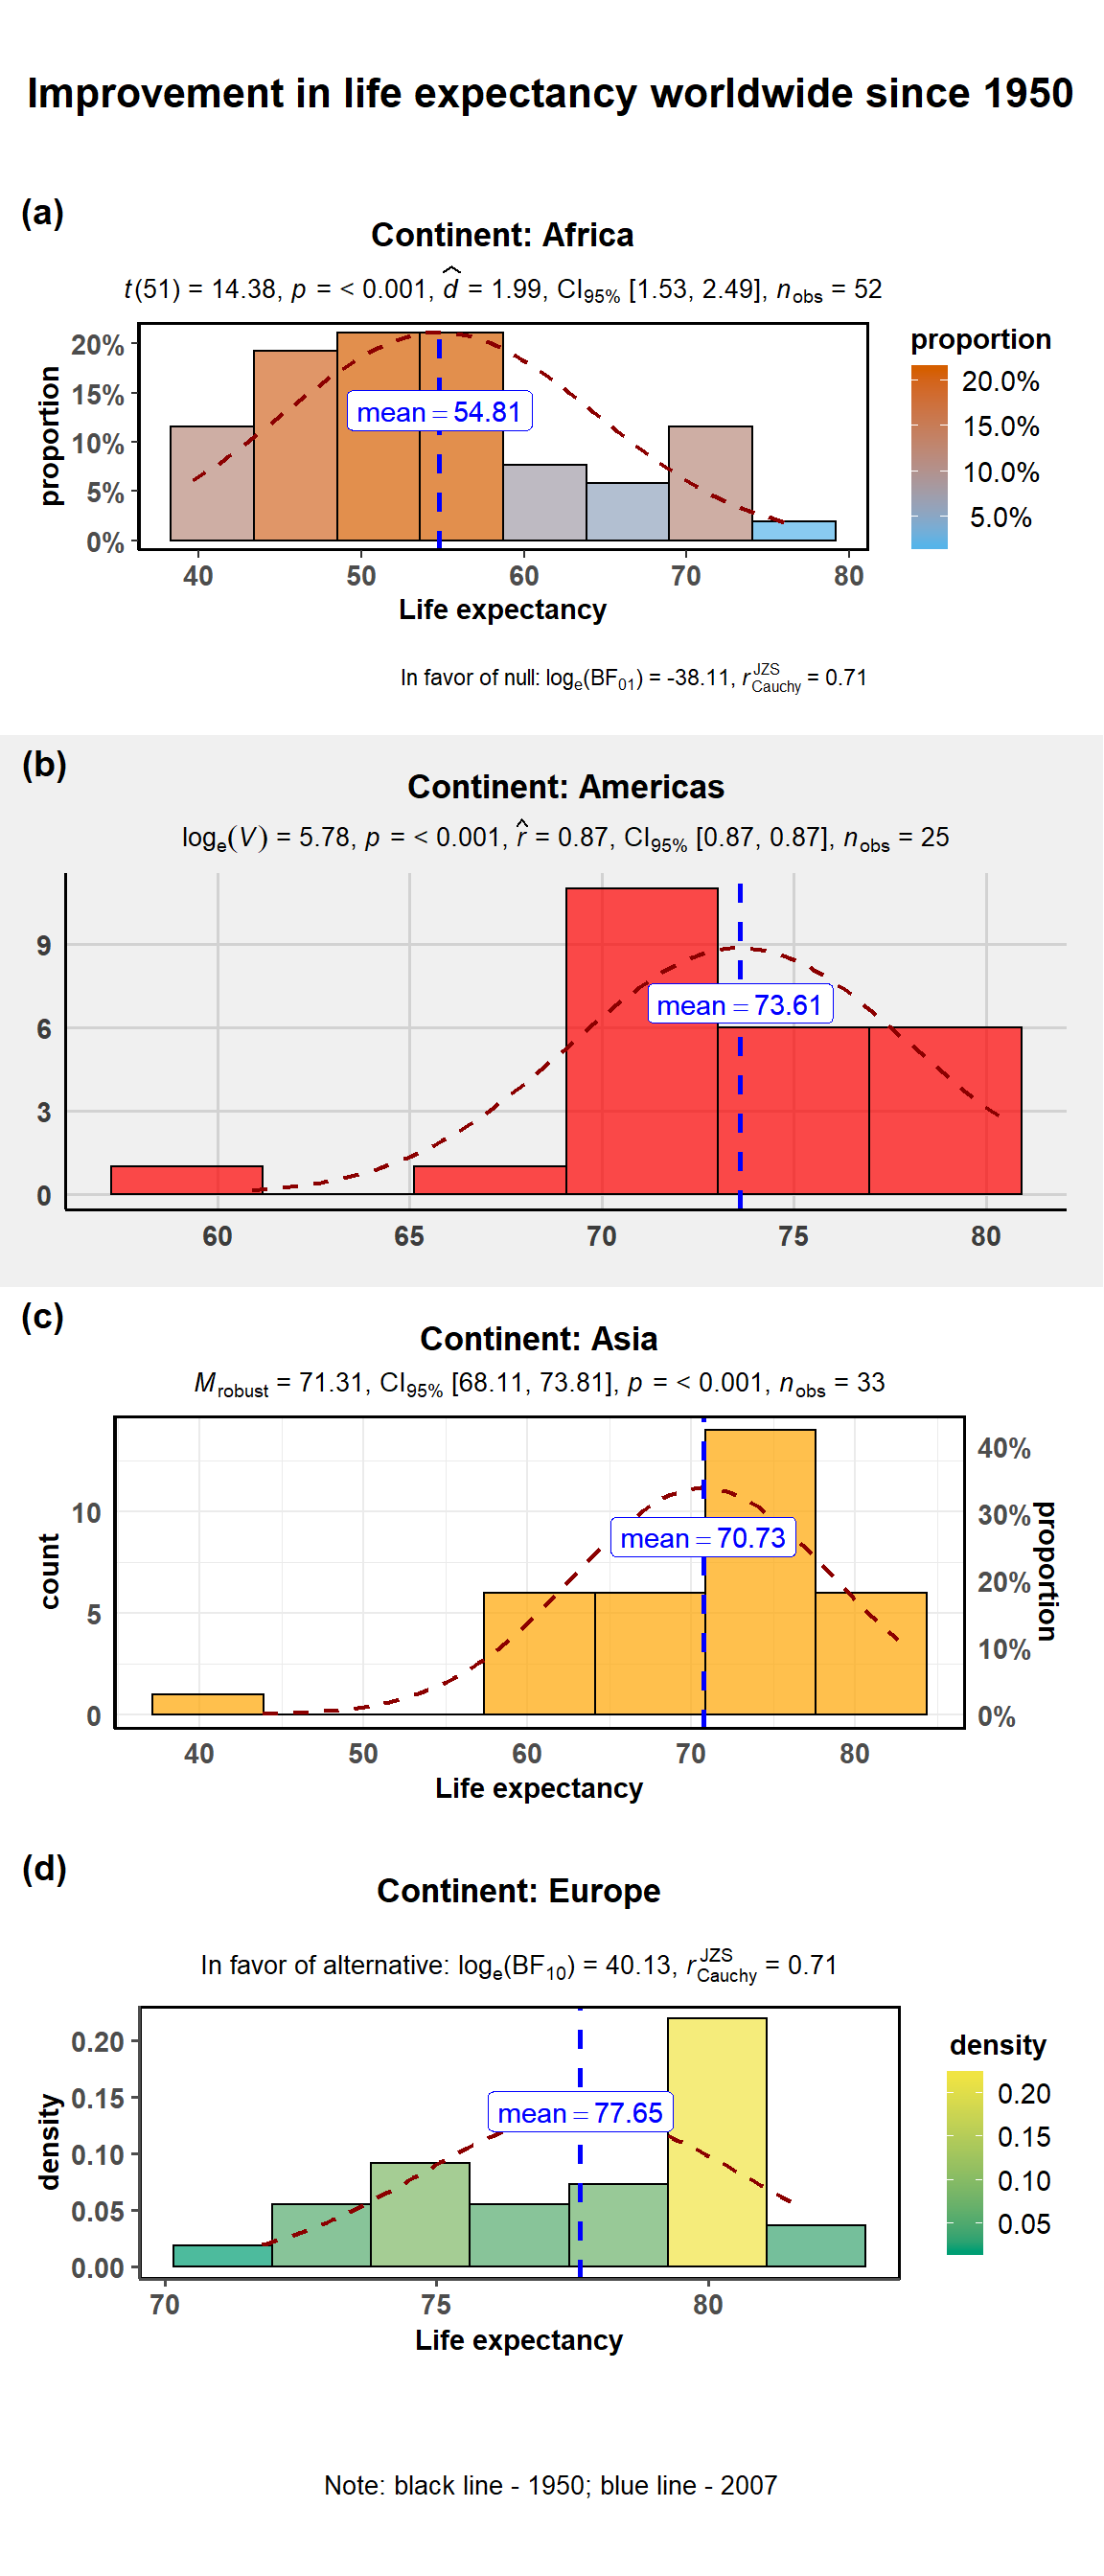 Improvement in life expectancy worldwide since 1950
(a)
Continent: Africa
t(51) = 14.38, p = < 0.001, d̂ = 1.99, CI95% [1.53, 2.49], nobs = 52
proportion
20%
15%
10%
5%
0%
mean = 54.81
40 50 60 70 80
Life expectancy
proportion
20.0%
15.0%
10.0%
5.0%
In favor of null: loge(BF01) = -38.11, r JZS Cauchy = 0.71
(b)
Continent: Americas
loge(V) = 5.78, p = < 0.001, r̂ = 0.87, CI95% [0.87, 0.87], nobs = 25
9
6
3
0
mean = 73.61
60 65 70 75 80
(c)
Continent: Asia
Mrobust = 71.31, CI95% [68.11, 73.81], p = < 0.001, nobs = 33
count
10
5
0
mean = 70.73
40%
30%
20%
10%
0%
proportion
40 50 60 70 80
Life expectancy
(d)
Continent: Europe
In favor of alternative: loge(BF10) = 40.13, r JZS Cauchy = 0.71
density
0.20
0.15
0.10
0.05
0.00
mean = 77.65
70 75 80
Life expectancy
density
0.20
0.15
0.10
0.05
Note: black line - 1950; blue line - 2007